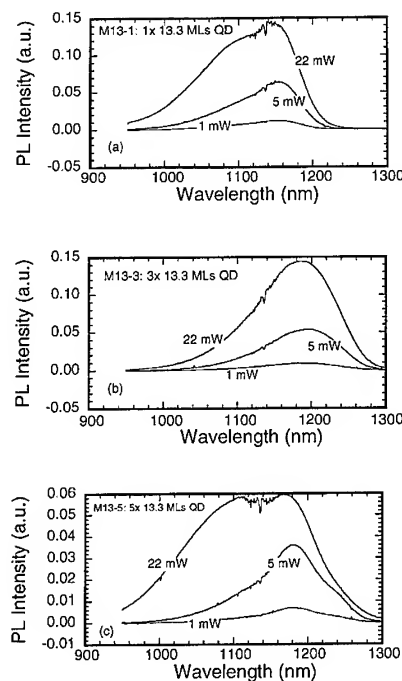 PL Intensity (a.u.)
0.15
0.10
0.05
0.00
-0.05
M13-1: 1x 13.3 MLs QD
22 mW
5 mW
1 mW
(a)
900 1000 1100 1200 1300
Wavelength (nm)
PL Intensity (a.u.)
0.15
0.10
0.05
0.00
-0.05
M13-3: 3x 13.3 MLs QD
22 mW
5 mW
1 mW
(b)
900 1000 1100 1200 1300
Wavelength (nm)
PL Intensity (a.u.)
0.06
0.05
0.04
0.03
0.02
0.01
0.00
0.01
M13-5: 5x 13.3 MLs QD
22 mW
5 mW
1 mW
(c)
900 1000 1100 1200 1300
Wavelength (nm)